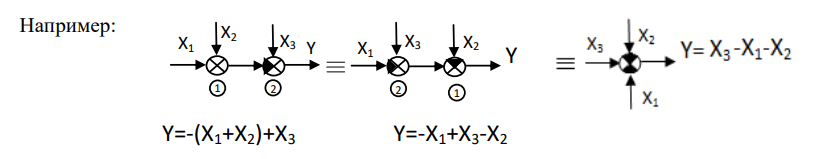 Например:
X₁ X₂ X₃ Y ≡ X₁ X₃ X₂ Y ≡ X₃ X₂ Y= X₃-X₁-X₂
1 2 2 1 X₁
Y=-(X₁+X₂)+X₃ Y=-X₁+X₃-X₂